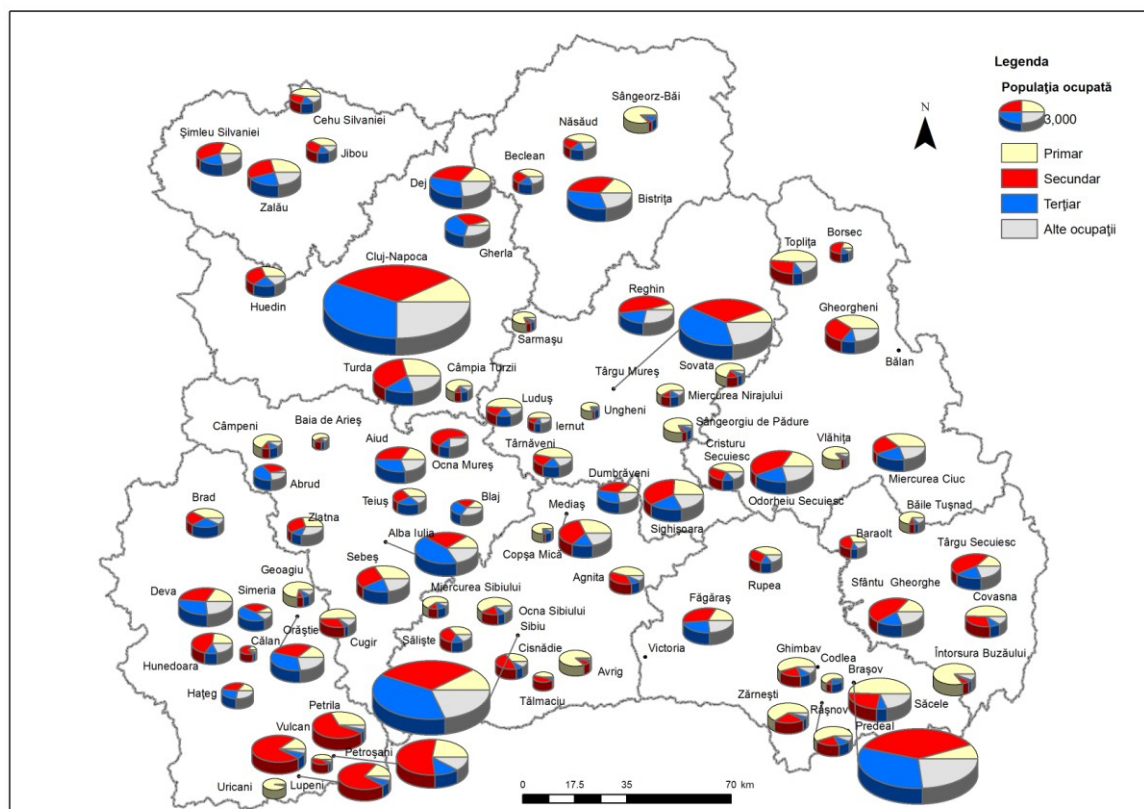 Legenda
Populaţia ocupată
3,000
Primar
Secundar
Terţiar
Alte ocupaţii
N
Cehu Silvaniei
Şimleu Silvaniei
Jibou
Zalău
Sângeorz-Băi
Năsăud
Beclean
Dej
Bistriţa
Gherla
Cluj-Napoca
Huedin
Topliţa
Borsec
Reghin
Gheorgheni
Sarmaşu
Bălan
Turda
Câmpia Turzii
Târgu Mureş
Sovata
Miercurea Nirajului
Luduş
Ungheni
Iernut
Sângeorgiu de Pădure
Baia de Arieş
Câmpeni
Aiud
Ocna Mureş
Târnăveni
Cristuru
Secuiesc
Vlăhiţa
Miercurea Ciuc
Abrud
Dumbrăveni
Odorheiu Secuiesc
Teiuş
Blaj
Mediaş
Sighişoara
Băile Tuşnad
Brad
Zlatna
Alba Iulia
Copşa Mică
Baraolt
Târgu Secuiesc
Sebeş
Agnita
Rupea
Geoagiu
Miercurea Sibiului
Sfântu
Gheorghe
Covasna
Deva
Simeria
Ocna Sibiului
Făgăraş
Orăştie
Cugir
Sălişte
Sibiu
Călan
Cisnădie
Victoria
Hunedoara
Avrig
Ghimbav
Codlea
Braşov
Întorsura Buzăului
Tălmaciu
Haţeg
Zărneşti
Râşnov
Săcele
Petrila
Predeal
Vulcan
Petroşani
Uricani
Lupeni
0
17.5
35
70 km